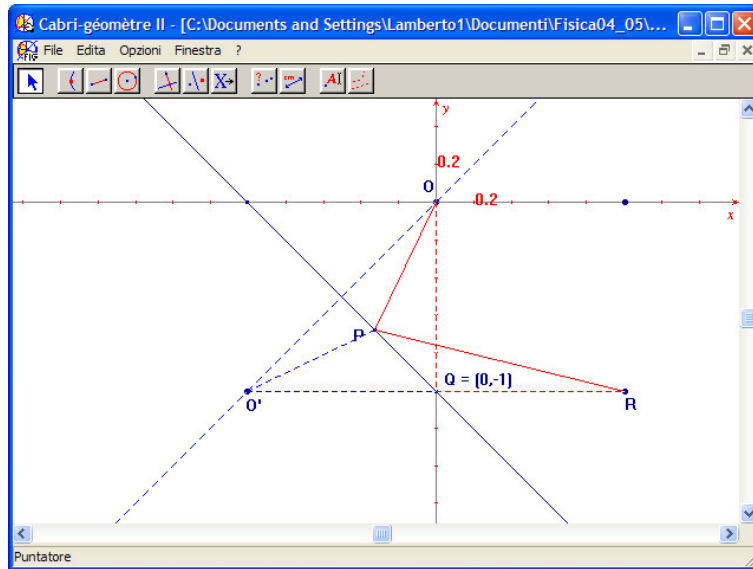 Cabri-géomètre II - [C:\Documents and Settings\Lamberto1\Documenti\Fisica04_05\...
File Edita Opzioni Finestra ?
y
0.2
O
0.2
x
P
Q = (0,-1)
O'
R
Puntatore